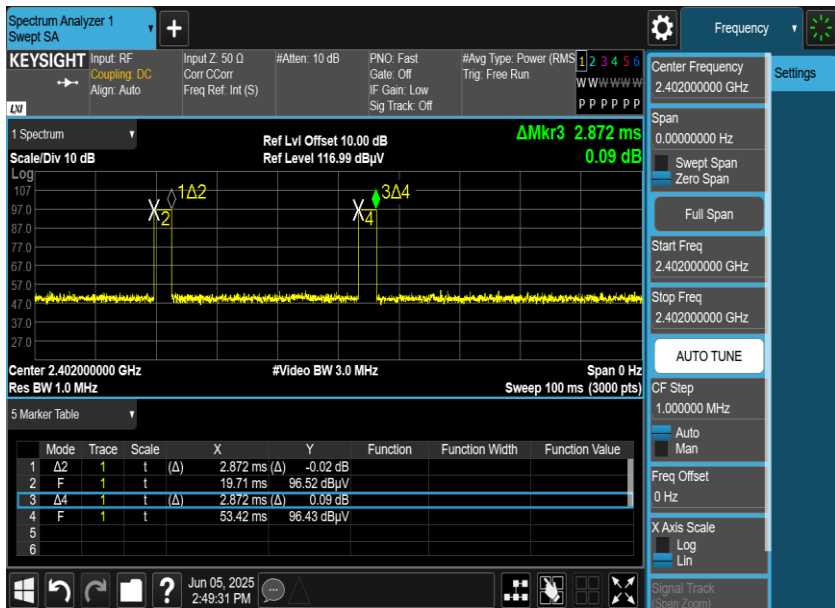 Spectrum Analyzer 1
Swept SA
+
Frequency
KEYSIGHT
Input: RF
Coupling: DC
Align: Auto
Input Z: 50 Ω
Corr CCorr
Freq Ref: Int (S)
#Atten: 10 dB
PNO: Fast
Gate: Off
IF Gain: Low
Sig Track: Off
#Avg Type: Power (RMS
Trig: Free Run
1 2 3 4 5 6
W W W W W W
P P P P P P
LXI
1 Spectrum
Scale/Div 10 dB
Ref Lvl Offset 10.00 dB
Ref Level 116.99 dBµV
ΔMkr3 2.872 ms
0.09 dB
Log
107
97.0
87.0
77.0
67.0
57.0
47.0
37.0
27.0
1Δ2
2
3Δ4
4
Center 2.402000000 GHz
#Video BW 3.0 MHz
Span 0 Hz
Res BW 1.0 MHz
Sweep 100 ms (3000 pts)
5 Marker Table
Mode Trace Scale X Y Function Function Width Function Value
1 Δ2 1 t (Δ) 2.872 ms (Δ) -0.02 dB
2 F 1 t 19.71 ms 96.52 dBµV
3 Δ4 1 t (Δ) 2.872 ms (Δ) 0.09 dB
4 F 1 t 53.42 ms 96.43 dBµV
5
6
?
Jun 05, 2025
2:49:31 PM
Settings
Center Frequency
2.402000000 GHz
Span
0.00000000 Hz
Swept Span
Zero Span
Full Span
Start Freq
2.402000000 GHz
Stop Freq
2.402000000 GHz
AUTO TUNE
CF Step
1.000000 MHz
Auto
Man
Freq Offset
0 Hz
X Axis Scale
Log
Lin
Signal Track
(Span Zoom)